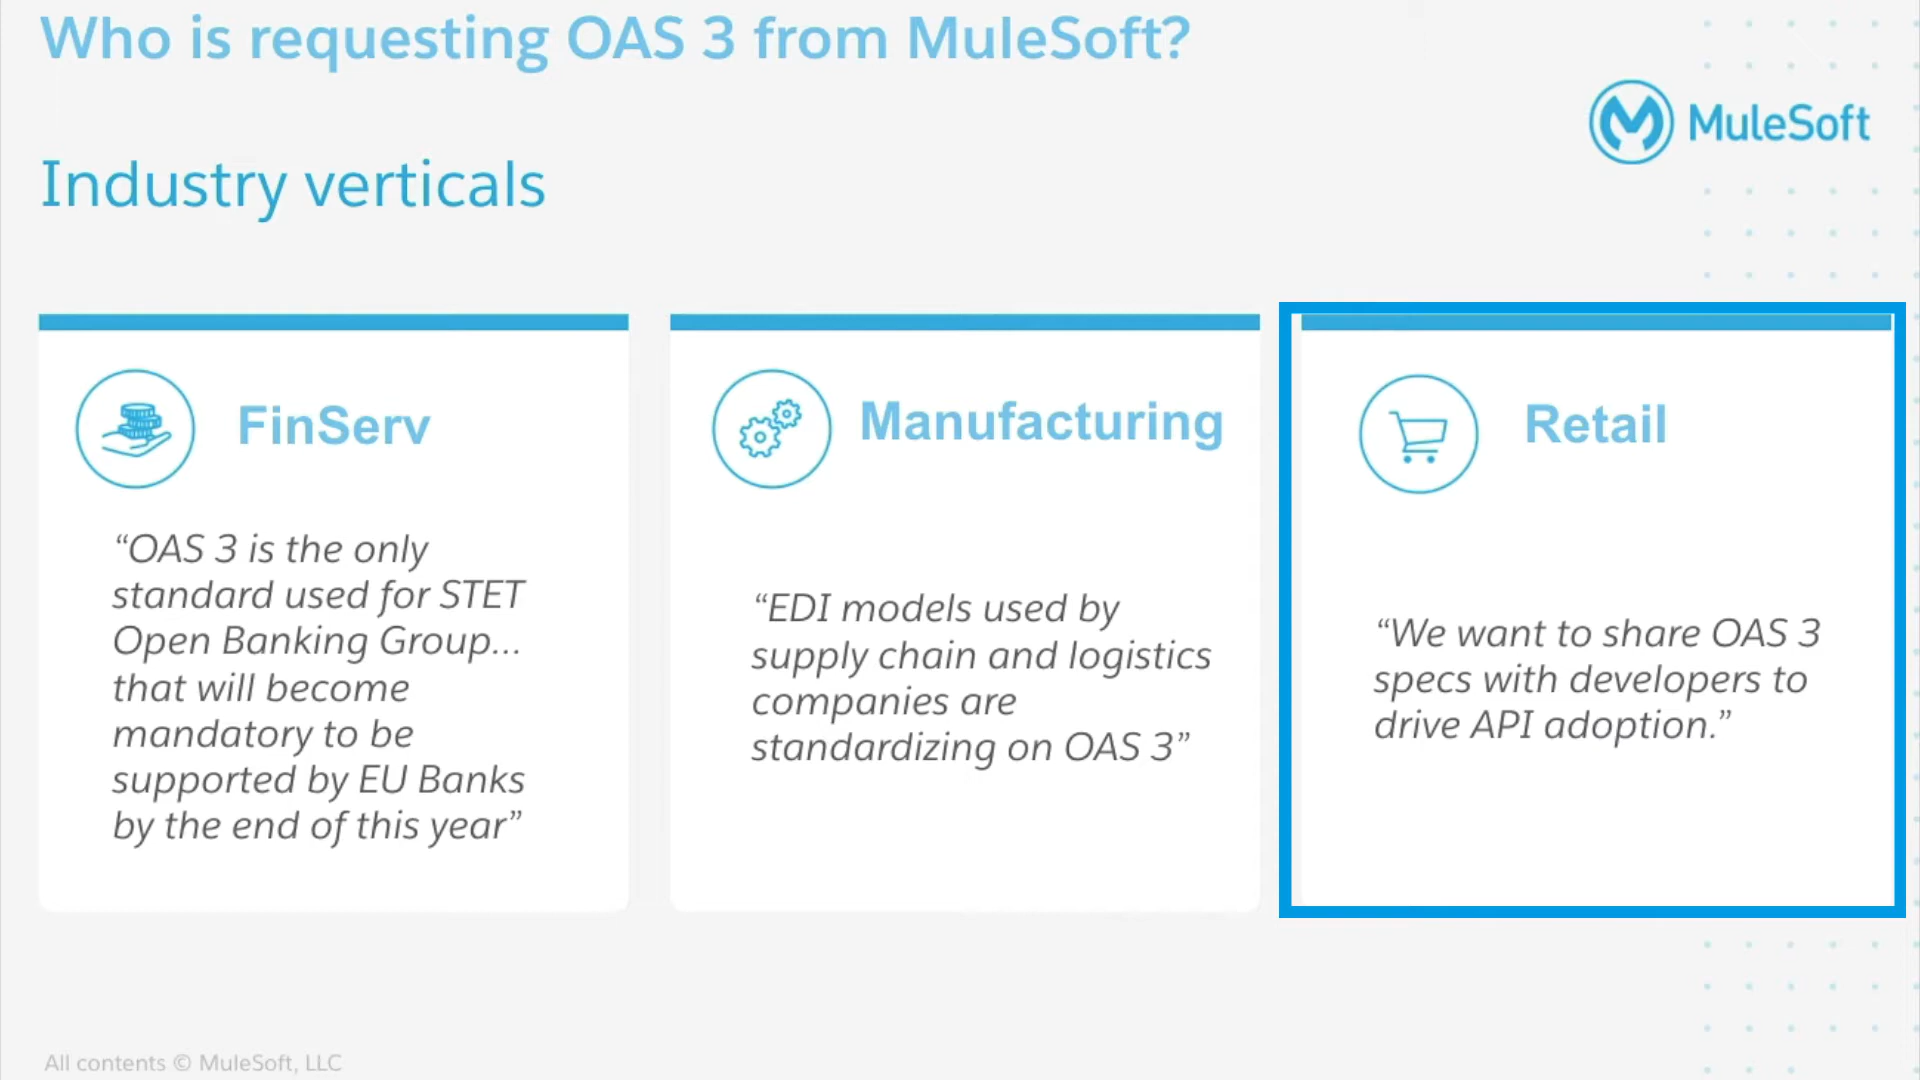 Who is requesting OAS 3 from MuleSoft?
MuleSoft
Industry verticals
FinServ
“OAS 3 is the only
standard used for STET
Open Banking Group...
that will become
mandatory to be
supported by EU Banks
by the end of this year”
Manufacturing
“EDI models used by
supply chain and logistics
companies are
standardizing on OAS 3”
Retail
“We want to share OAS 3
specs with developers to
drive API adoption.”
All contents © MuleSoft, LLC